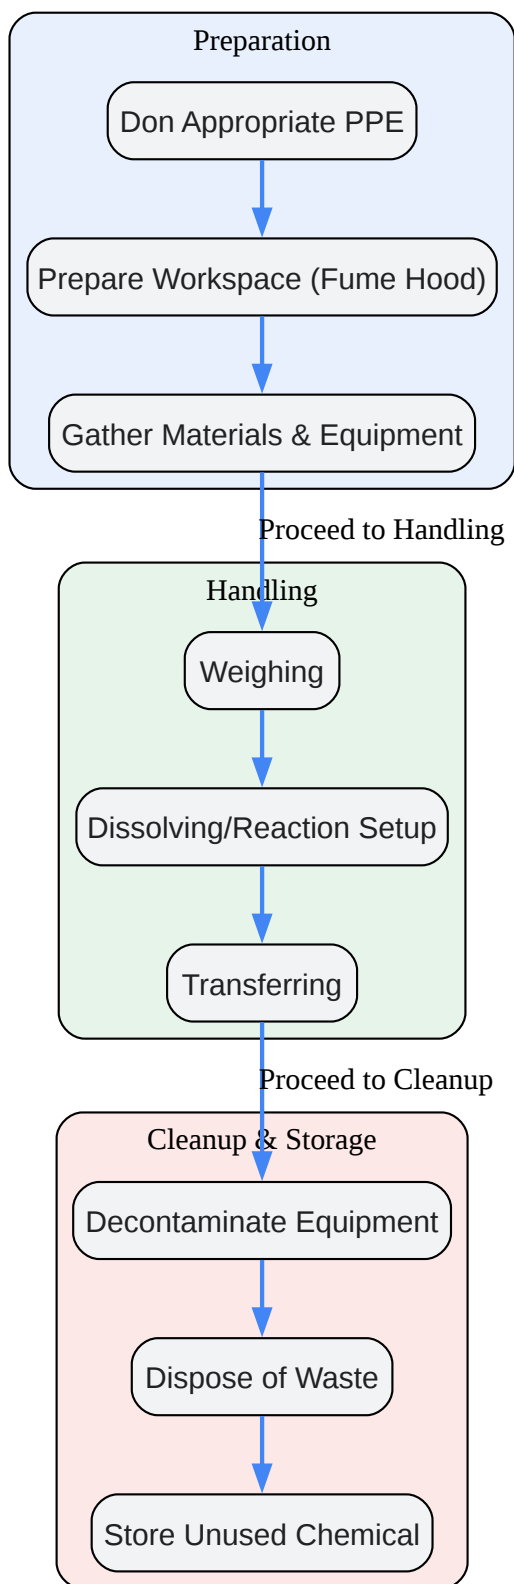 Preparation
Don Appropriate PPE
Prepare Workspace (Fume Hood)
Gather Materials & Equipment
Proceed to Handling
Handling
Weighing
Dissolving/Reaction Setup
Transferring
Proceed to Cleanup
Cleanup & Storage
Decontaminate Equipment
Dispose of Waste
Store Unused Chemical